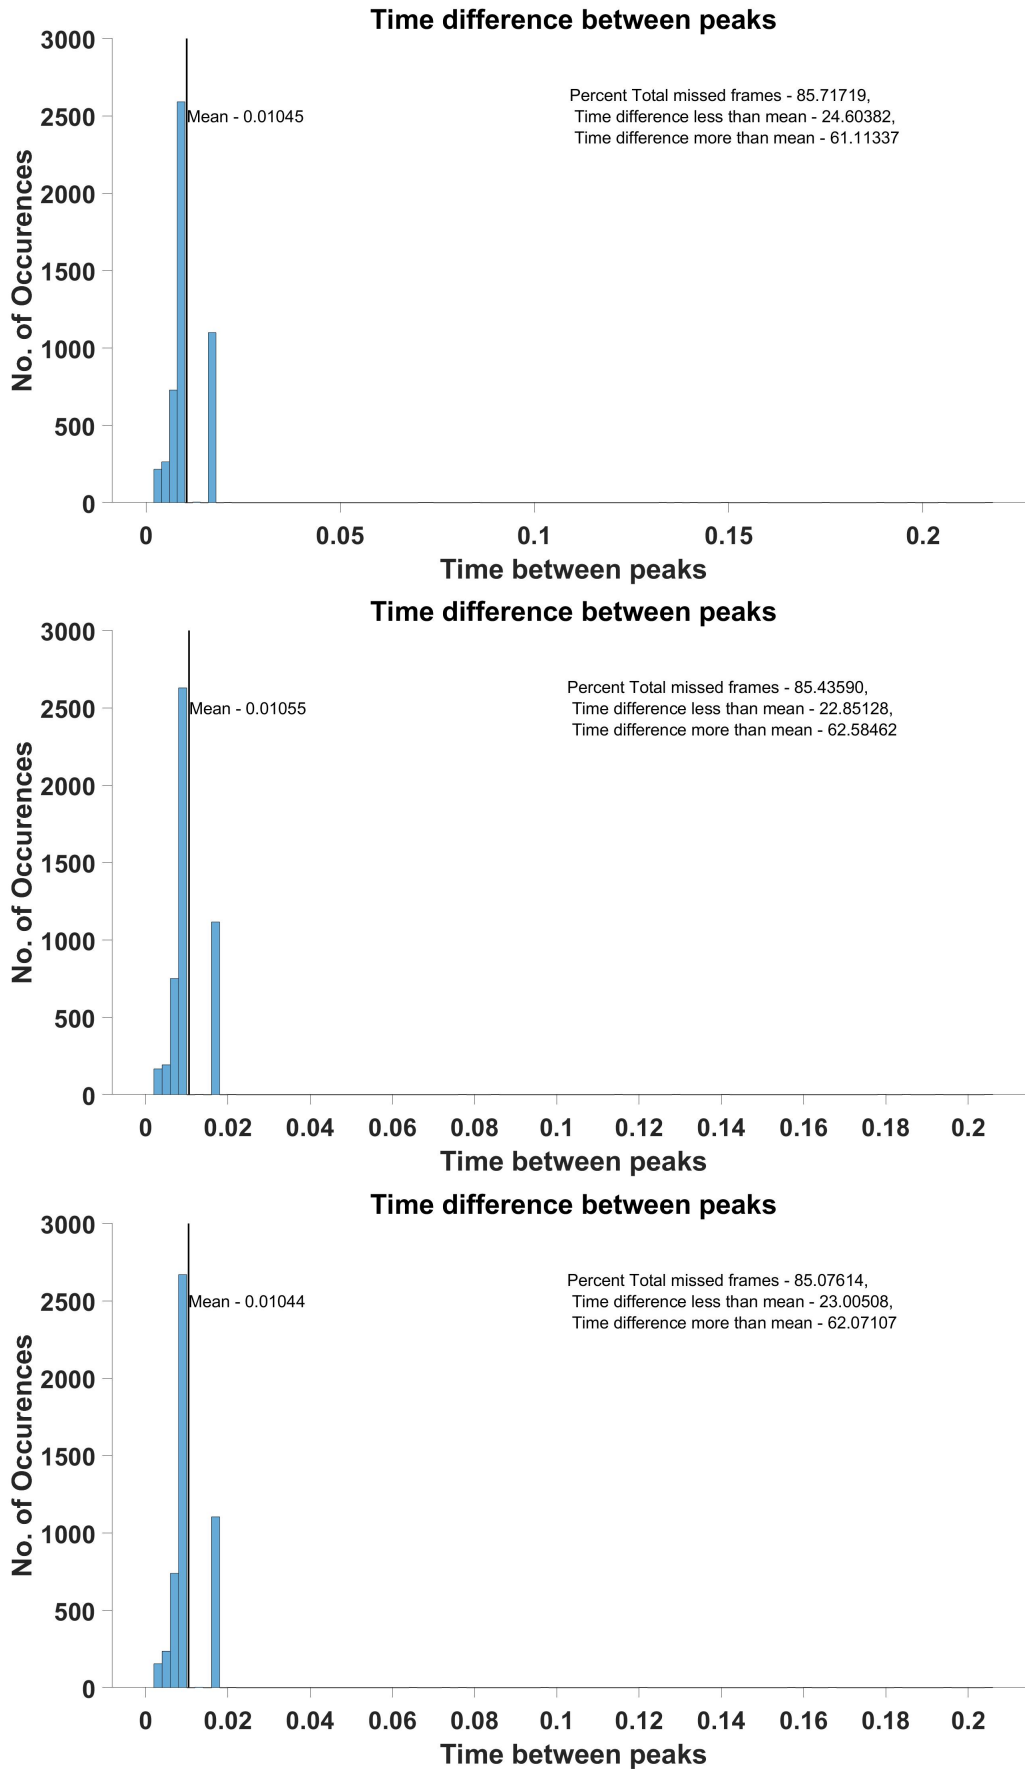 Time difference between peaks
3000
2500
2000
1500
1000
500
0
No. of Occurences
Mean - 0.01045
Percent Total missed frames - 85.71719,
Time difference less than mean - 24.60382,
Time difference more than mean - 61.11337
0 0.05 0.1 0.15 0.2
Time between peaks
Time difference between peaks
3000
2500
2000
1500
1000
500
0
No. of Occurences
Mean - 0.01055
Percent Total missed frames - 85.43590,
Time difference less than mean - 22.85128,
Time difference more than mean - 62.58462
0 0.02 0.04 0.06 0.08 0.1 0.12 0.14 0.16 0.18 0.2
Time between peaks
Time difference between peaks
3000
2500
2000
1500
1000
500
0
No. of Occurences
Mean - 0.01044
Percent Total missed frames - 85.07614,
Time difference less than mean - 23.00508,
Time difference more than mean - 62.07107
0 0.02 0.04 0.06 0.08 0.1 0.12 0.14 0.16 0.18 0.2
Time between peaks